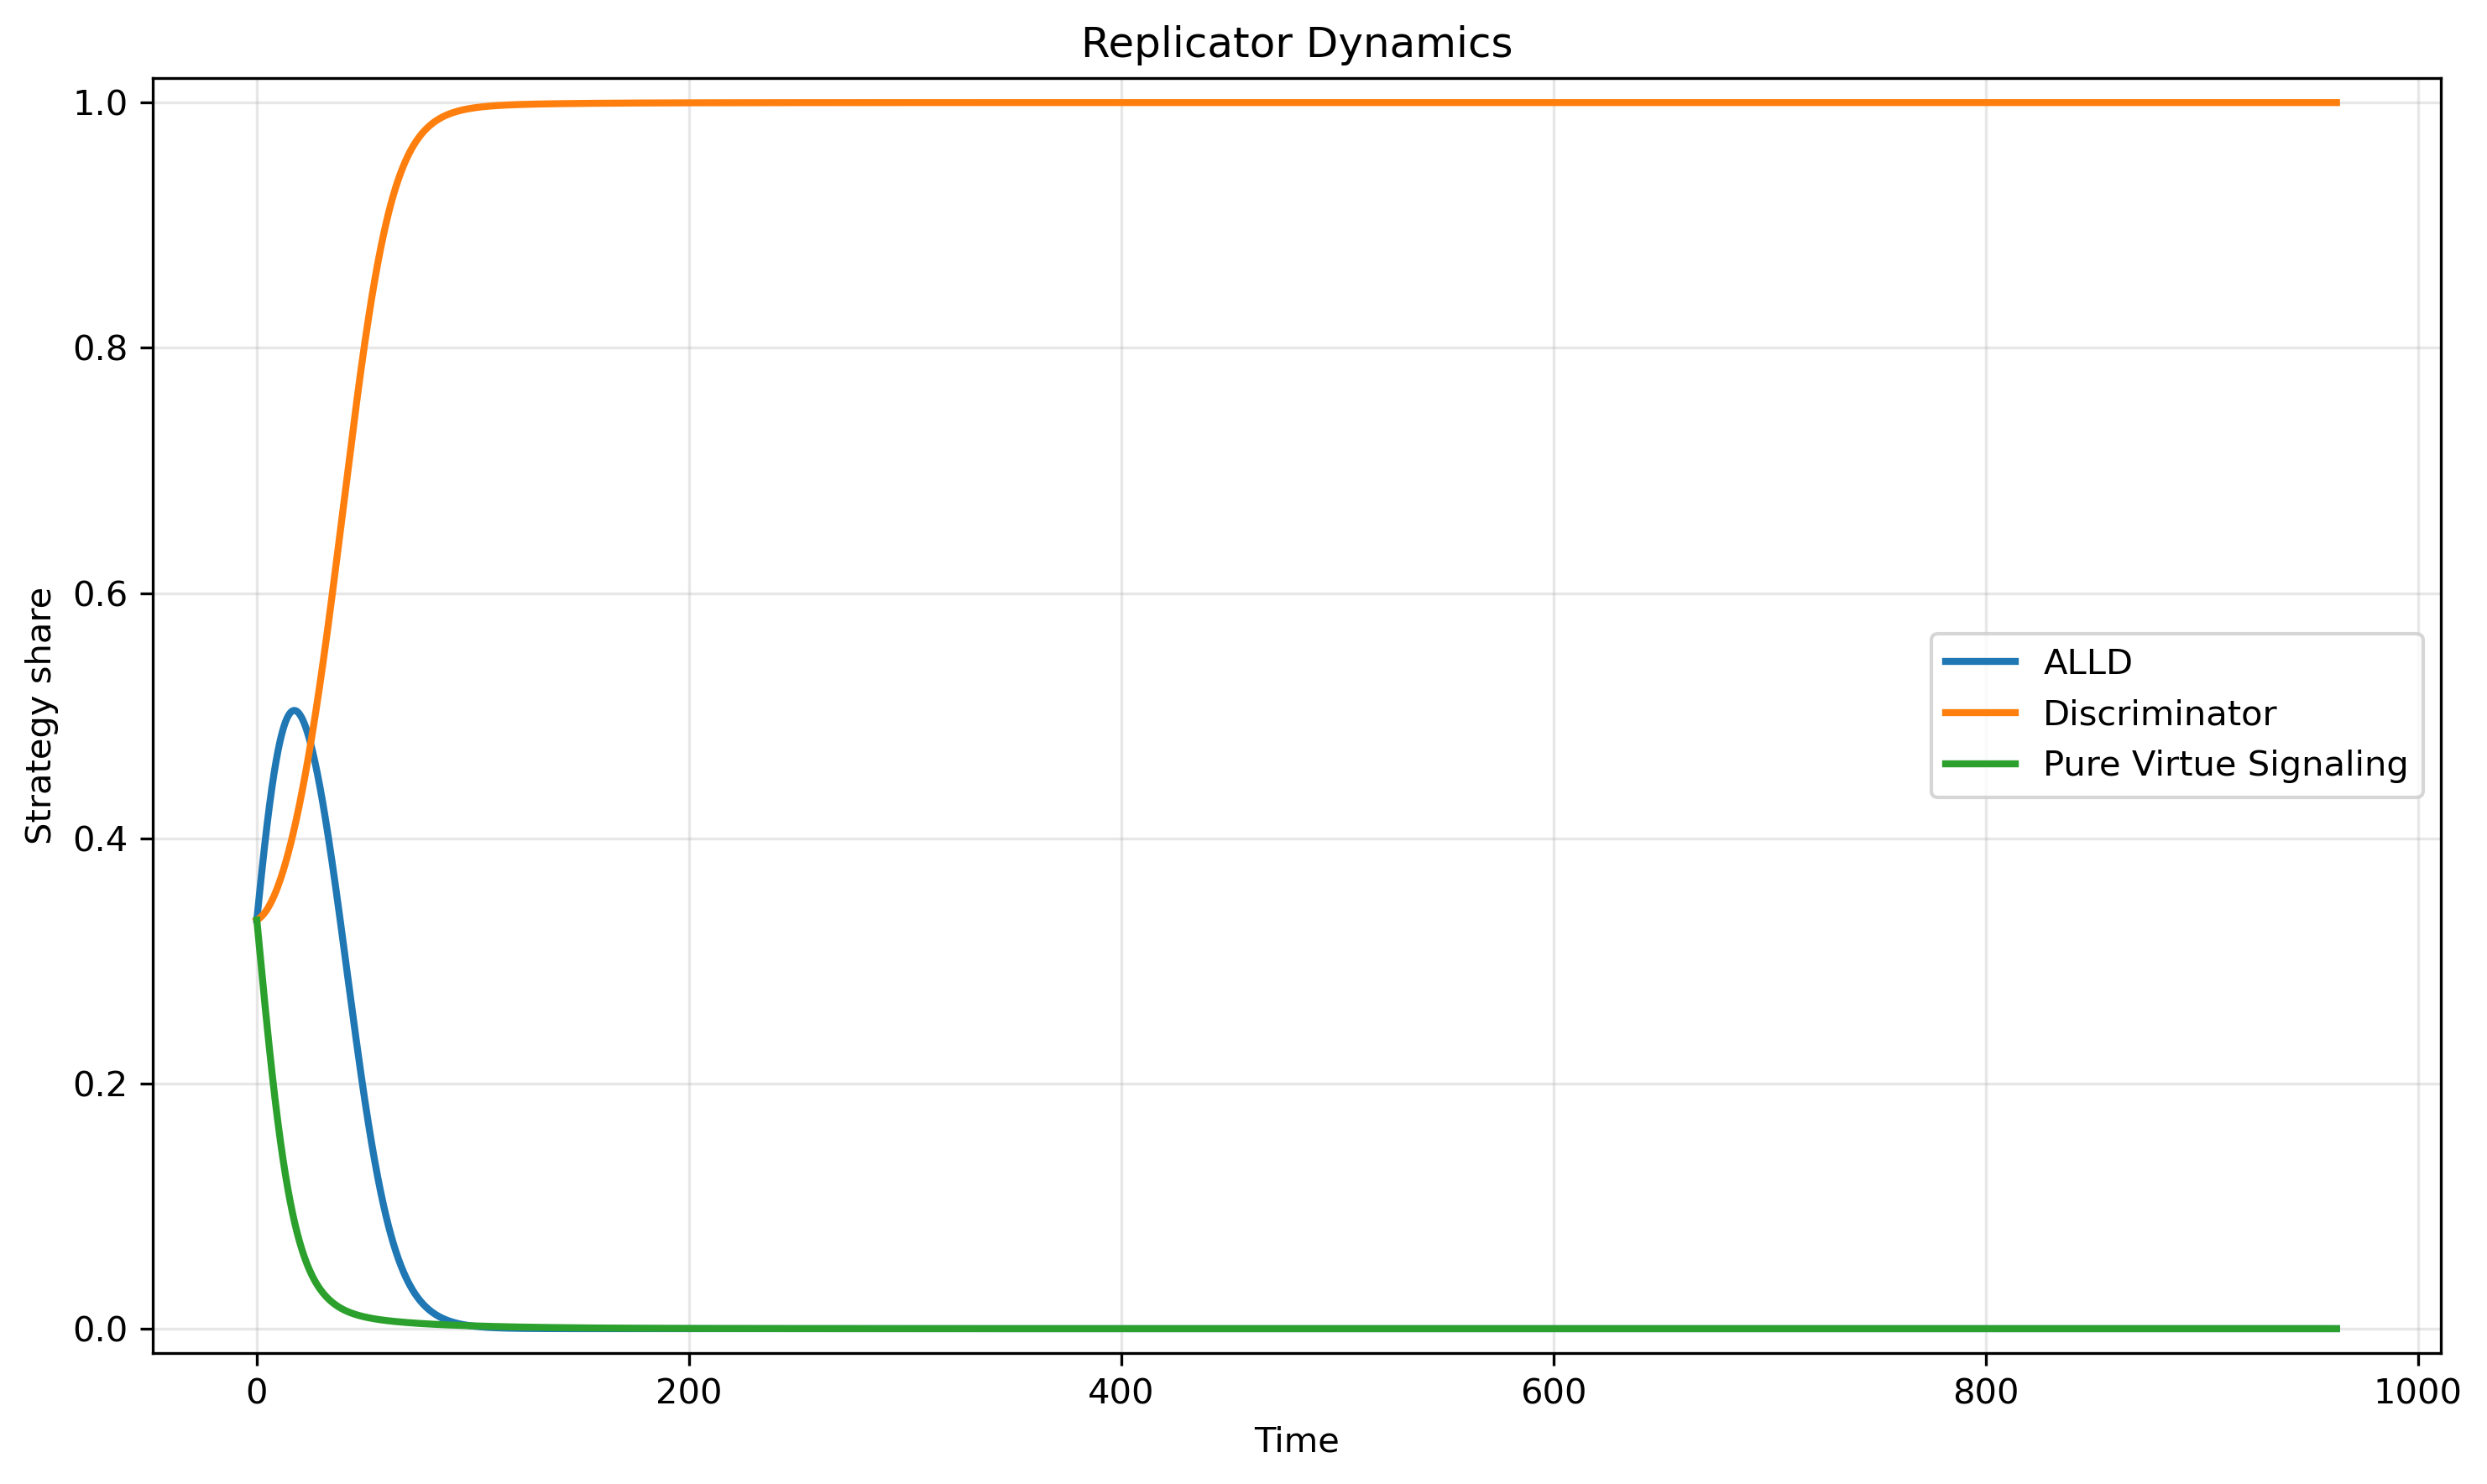 Replicator Dynamics
Strategy share
1.0
0.8
0.6
0.4
0.2
0.0
ALLD
Discriminator
Pure Virtue Signaling
0 200 400 600 800 1000
Time